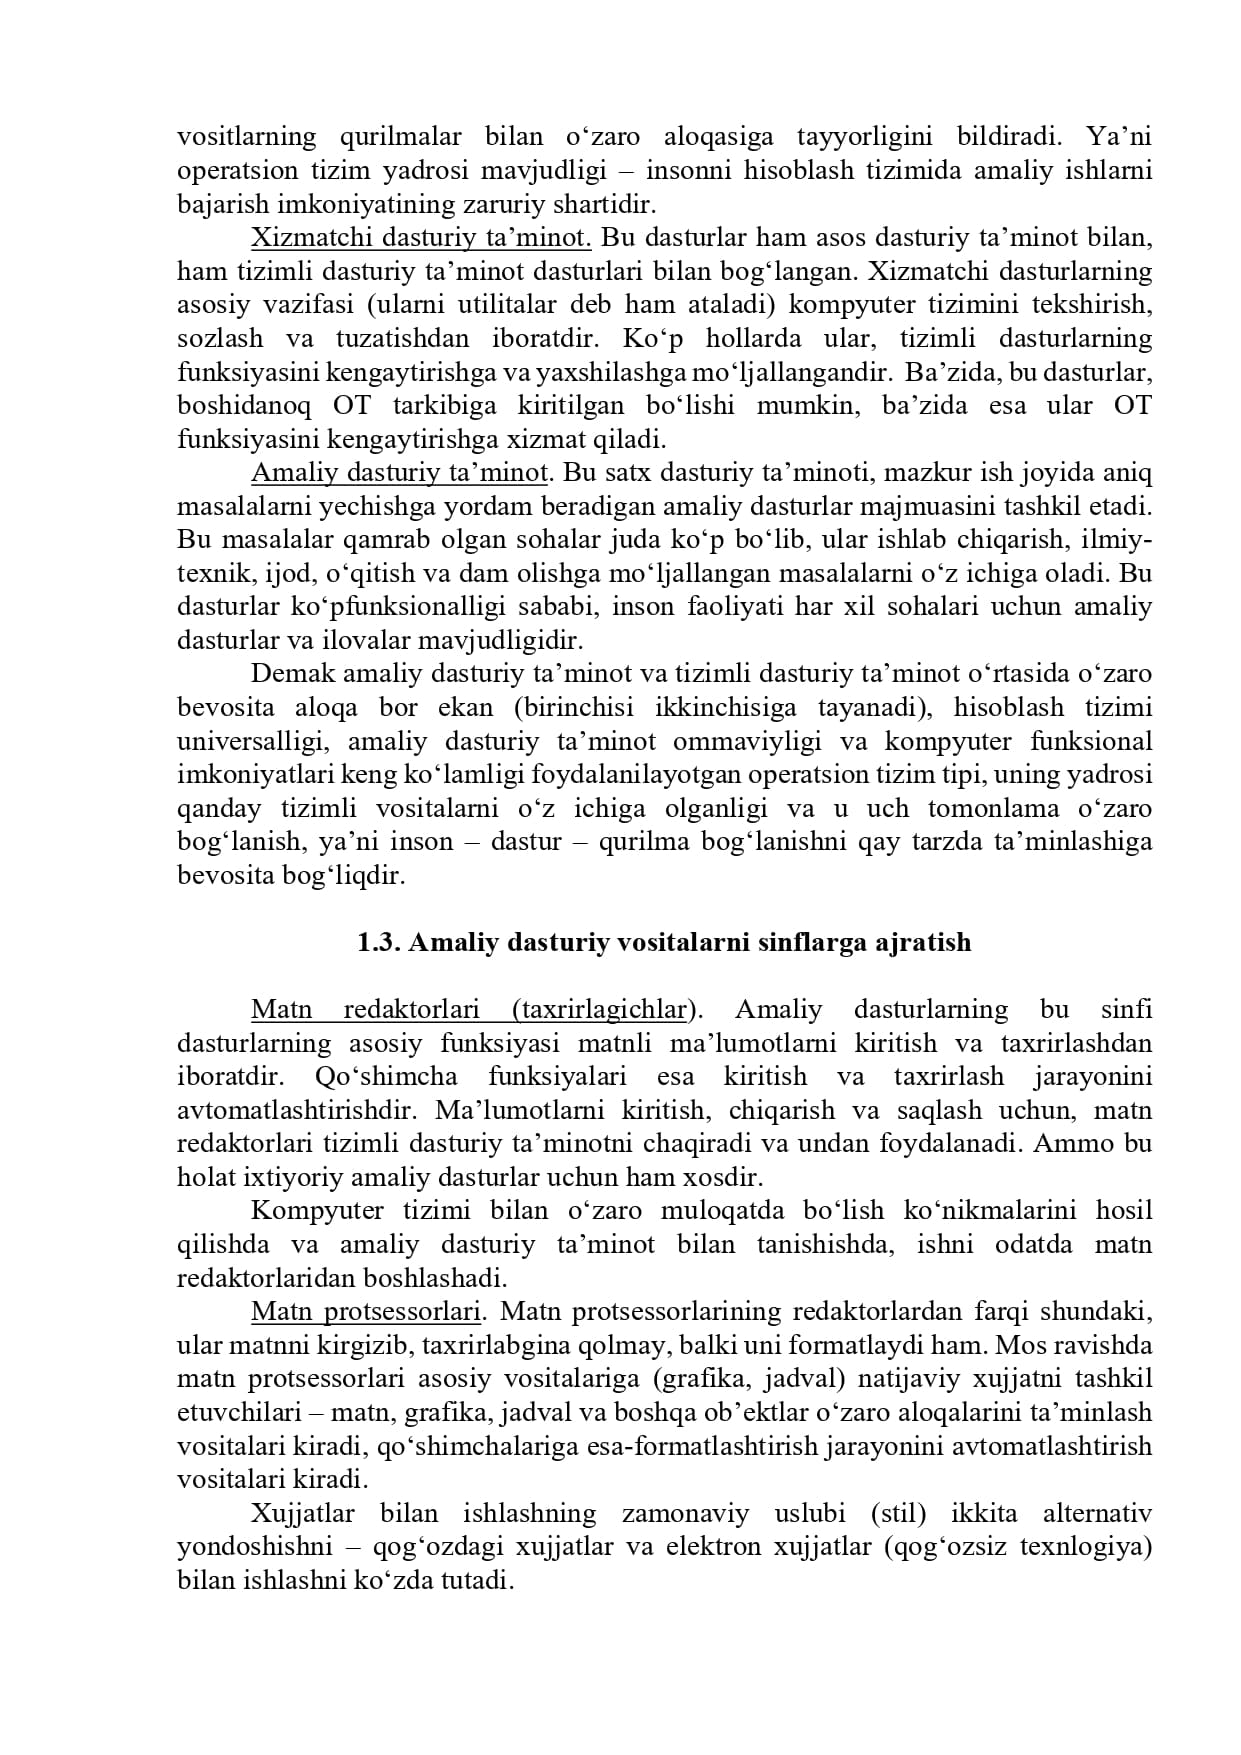 vositlarning qurilmalar bilan o‘zaro aloqasiga tayyorligini bildiradi. Ya’ni
operatsion tizim yadrosi mavjudligi – insonni hisoblash tizimida amaliy ishlarni
bajarish imkoniyatining zaruriy shartidir.
Xizmatchi dasturiy ta’minot. Bu dasturlar ham asos dasturiy ta’minot bilan,
ham tizimli dasturiy ta’minot dasturlari bilan bog‘langan. Xizmatchi dasturlarning
asosiy vazifasi (ularni utilitalar deb ham ataladi) kompyuter tizimini tekshirish,
sozlash va tuzatishdan iboratdir. Ko‘p hollarda ular, tizimli dasturlarning
funksiyasini kengaytirishga va yaxshilashga mo‘ljallangandir. Ba’zida, bu dasturlar,
boshidanoq OT tarkibiga kiritilgan bo‘lishi mumkin, ba’zida esa ular OT
funksiyasini kengaytirishga xizmat qiladi.
Amaliy dasturiy ta’minot. Bu satx dasturiy ta’minoti, mazkur ish joyida aniq
masalalarni yechishga yordam beradigan amaliy dasturlar majmuasini tashkil etadi.
Bu masalalar qamrab olgan sohalar juda ko‘p bo‘lib, ular ishlab chiqarish, ilmiy-
texnik, ijod, o‘qitish va dam olishga mo‘ljallangan masalalarni o‘z ichiga oladi. Bu
dasturlar ko‘pfunksionalligi sababi, inson faoliyati har xil sohalari uchun amaliy
dasturlar va ilovalar mavjudligidir.
Demak amaliy dasturiy ta’minot va tizimli dasturiy ta’minot o‘rtasida o‘zaro
bevosita aloqa bor ekan (birinchisi ikkinchisiga tayanadi), hisoblash tizimi
universalligi, amaliy dasturiy ta’minot ommaviyligi va kompyuter funksional
imkoniyatlari keng ko‘lamligi foydalanilayotgan operatsion tizim tipi, uning yadrosi
qanday tizimli vositalarni o‘z ichiga olganligi va u uch tomonlama o‘zaro
bog‘lanish, ya’ni inson – dastur – qurilma bog‘lanishni qay tarzda ta’minlashiga
bevosita bog‘liqdir.
1.3. Amaliy dasturiy vositalarni sinflarga ajratish
Matn redaktorlari (taxrirlagichlar). Amaliy dasturlarning bu sinfi
dasturlarning asosiy funksiyasi matnli ma’lumotlarni kiritish va taxrirlashdan
iboratdir. Qo‘shimcha funksiyalari esa kiritish va taxrirlash jarayonini
avtomatlashtirishdir. Ma’lumotlarni kiritish, chiqarish va saqlash uchun, matn
redaktorlari tizimli dasturiy ta’minotni chaqiradi va undan foydalanadi. Ammo bu
holat ixtiyoriy amaliy dasturlar uchun ham xosdir.
Kompyuter tizimi bilan o‘zaro muloqatda bo‘lish ko‘nikmalarini hosil
qilishda va amaliy dasturiy ta’minot bilan tanishishda, ishni odatda matn
redaktorlaridan boshlashadi.
Matn protsessorlari. Matn protsessorlarining redaktorlardan farqi shundaki,
ular matnni kirgizib, taxrirlabgina qolmay, balki uni formatlaydi ham. Mos ravishda
matn protsessorlari asosiy vositalariga (grafika, jadval) natijaviy xujjatni tashkil
etuvchilari – matn, grafika, jadval va boshqa ob’ektlar o‘zaro aloqalarini ta’minlash
vositalari kiradi, qo‘shimchalariga esa-formatlashtirish jarayonini avtomatlashtirish
vositalari kiradi.
Xujjatlar bilan ishlashning zamonaviy uslubi (stil) ikkita alternativ
yondoshishni – qog‘ozdagi xujjatlar va elektron xujjatlar (qog‘ozsiz texnlogiya)
bilan ishlashni ko‘zda tutadi.